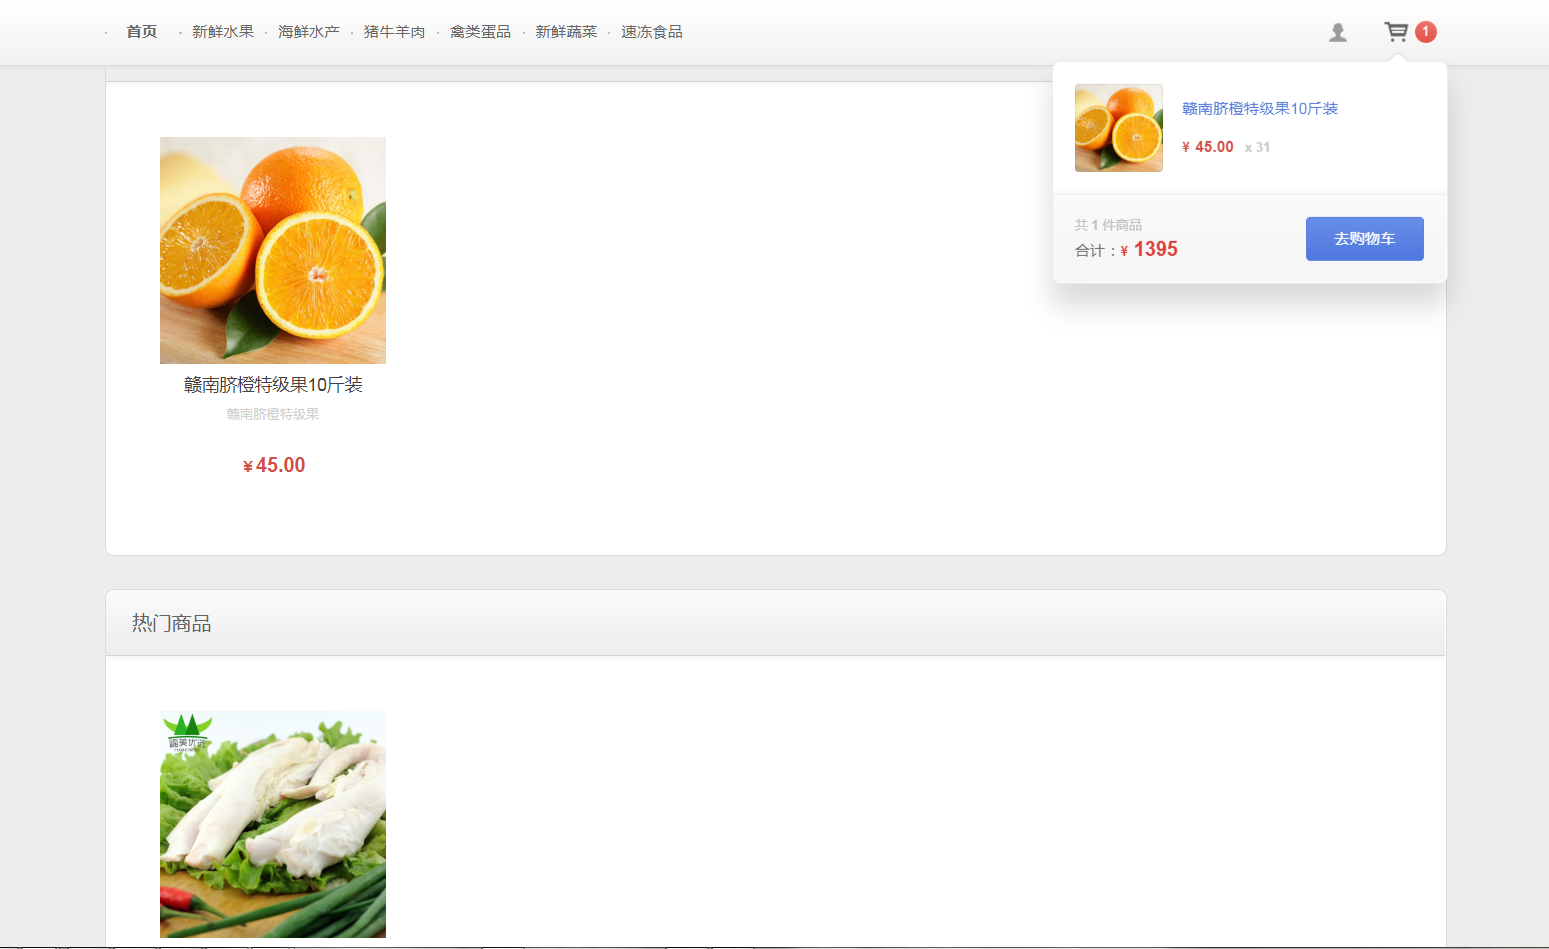 首页
新鲜水果
海鲜水产
猪牛羊肉
禽类蛋品
新鲜蔬菜
速冻食品
1
赣南脐橙特级果10斤装
¥ 45.00 x 31
共 1 件商品
合计：¥ 1395
去购物车
赣南脐橙特级果10斤装
赣南脐橙特级果
¥ 45.00
热门商品